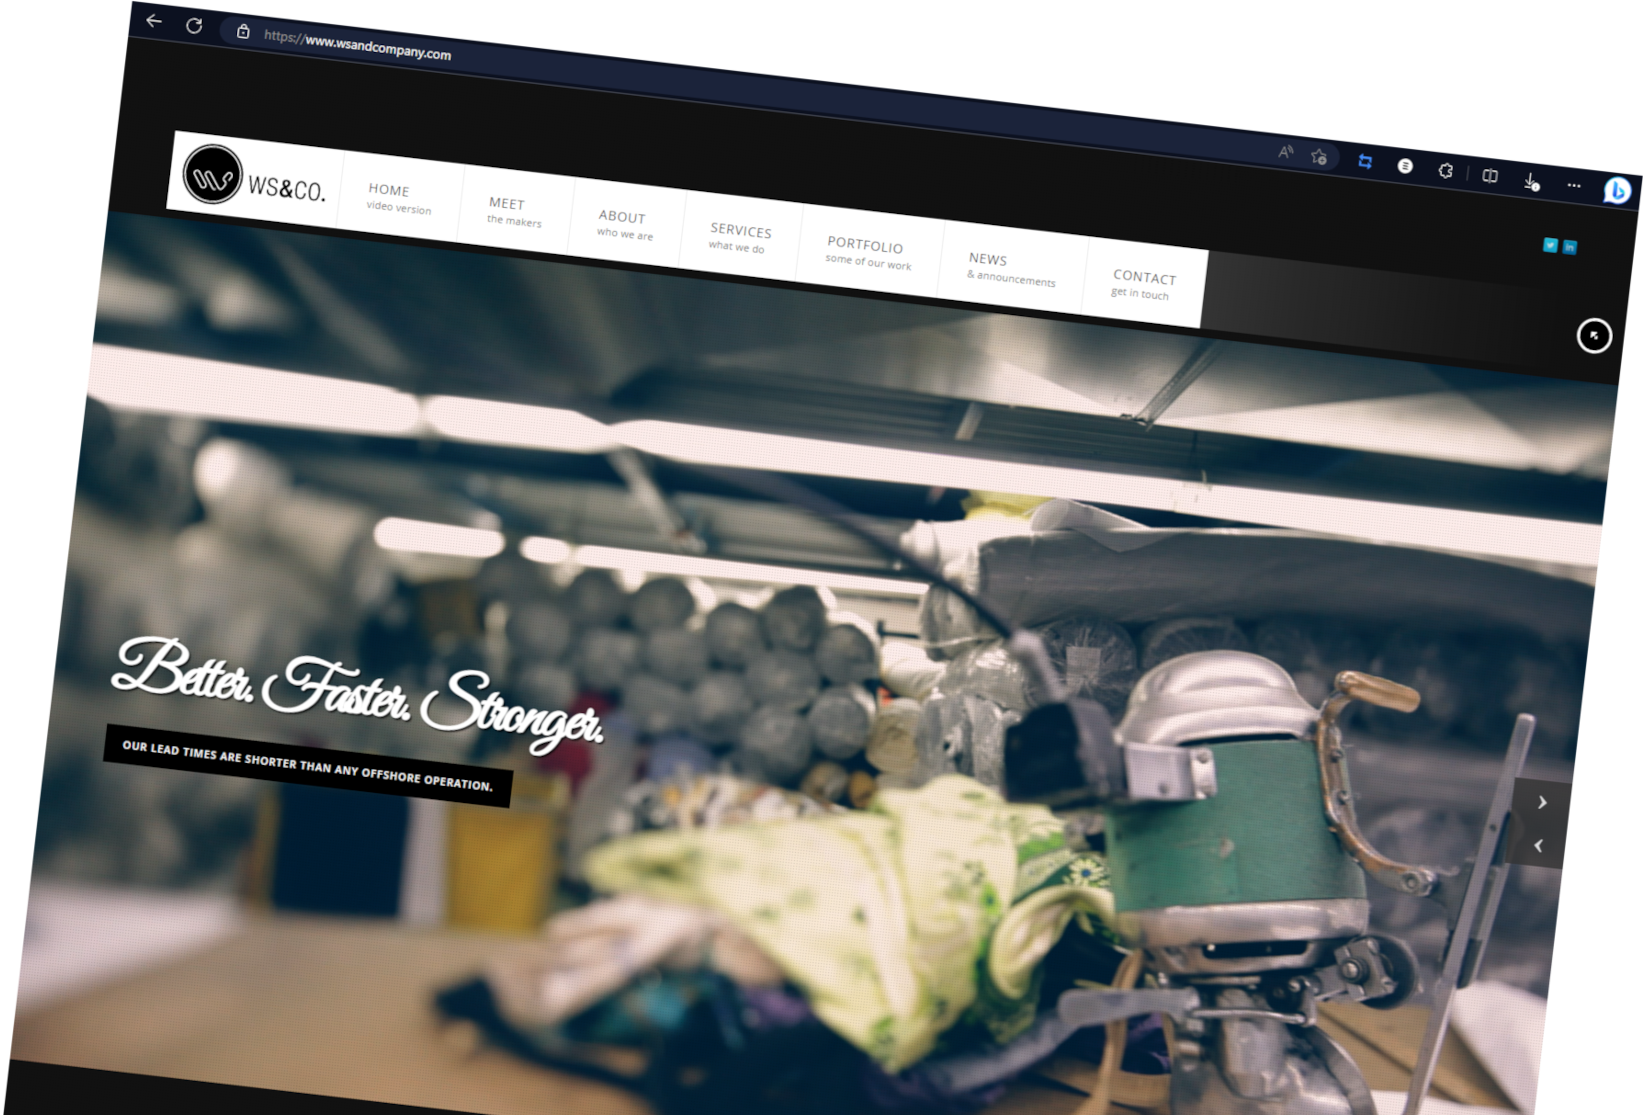 https://www.wsandcompany.com
WS&CO.
HOME
video version
MEET
the makers
ABOUT
who we are
SERVICES
what we do
PORTFOLIO
some of our work
NEWS
& announcements
CONTACT
get in touch
Better. Faster. Stronger.
OUR LEAD TIMES ARE SHORTER THAN ANY OFFSHORE OPERATION.